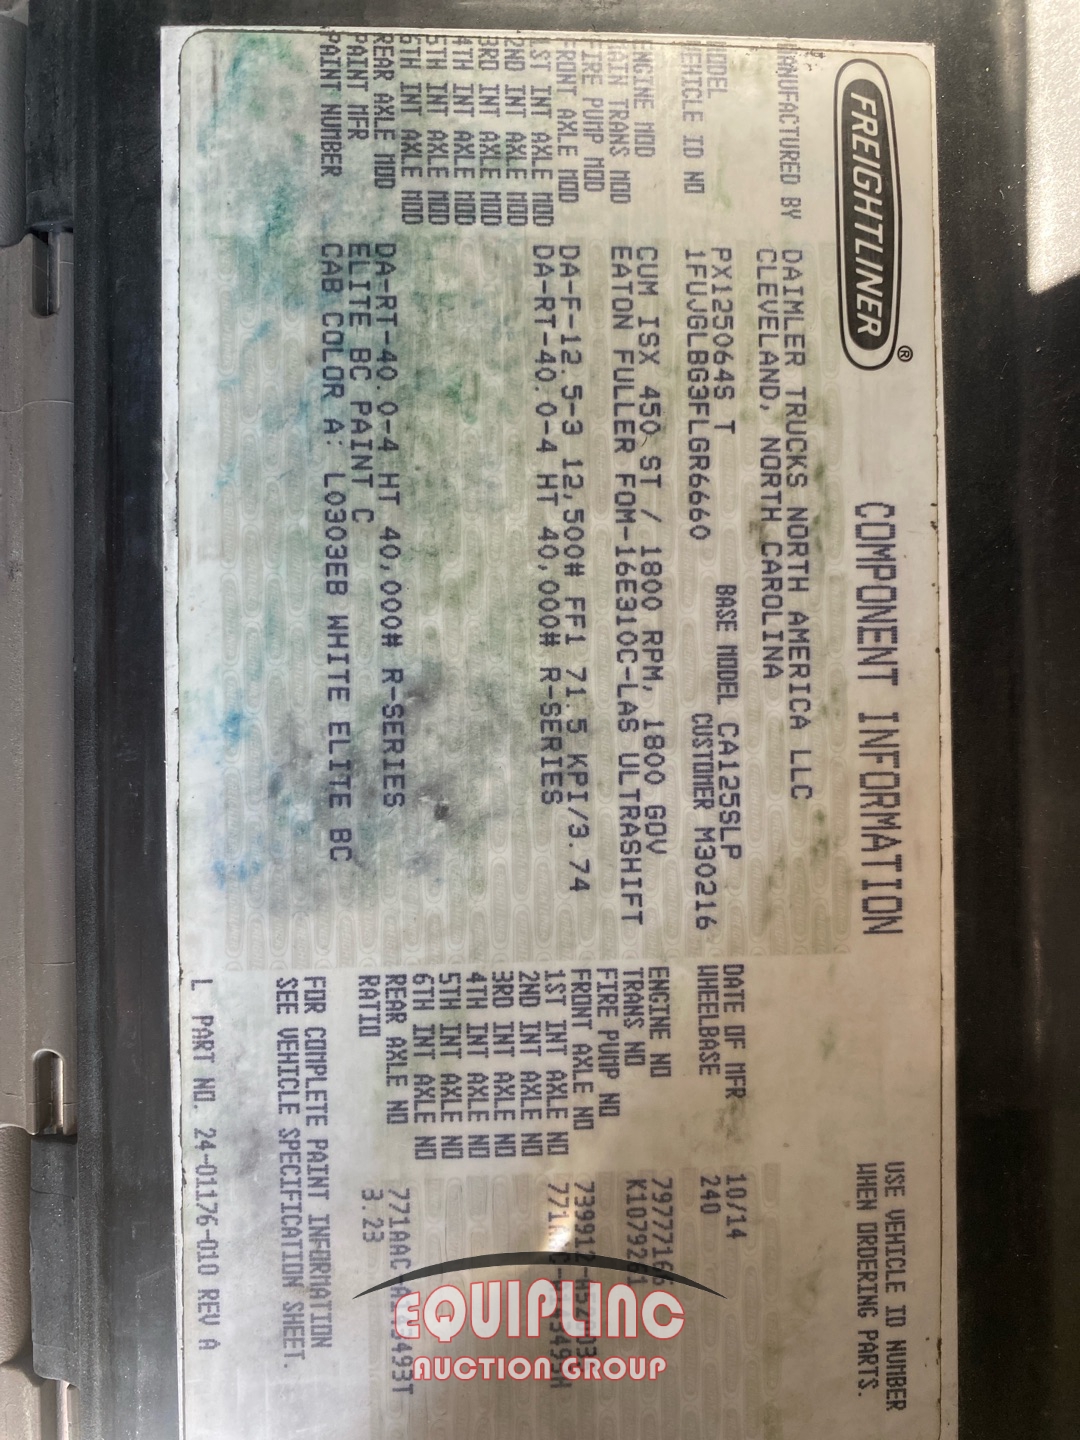 FREIGHTLINER®
COMPONENT INFORMATION
USE VEHICLE ID NUMBER
WHEN ORDERING PARTS.
MANUFACTURED BY DAIMLER TRUCKS NORTH AMERICA LLC
CLEVELAND, NORTH CAROLINA
MODEL PX125064S T BASE MODEL CA125SLP DATE OF MFR 10/14
VEHICLE ID NO 1FUJGLBG3FLGR6660 CUSTOMER M30216 WHEELBASE 240
ENGINE MOD CUM ISX 450 ST / 1800 RPM, 1800 GOV ENGINE NO
MAIN TRANS MOD EATON FULLER FOM-16E310C-LAS ULTRASHIFT TRANS NO K1079261
FIRE PUMP MOD FIRE PUMP NO
FRONT AXLE MOD DA-F-12.5-3 12,500# FF1 71.5 KPI/3.74 FRONT AXLE NO
1ST INT AXLE MOD DA-RT-40.0-4 HT 40,000# R-SERIES 1ST INT AXLE NO
2ND INT AXLE MOD 2ND INT AXLE NO
3RD INT AXLE MOD 3RD INT AXLE NO
4TH INT AXLE MOD 4TH INT AXLE NO
5TH INT AXLE MOD 5TH INT AXLE NO
6TH INT AXLE MOD 6TH INT AXLE NO
REAR AXLE MOD DA-RT-40.0-4 HT 40,000# R-SERIES REAR AXLE NO
PAINT MFR ELITE BC PAINT C RATIO 3.23
PAINT NUMBER CAB COLOR A: L0303EB WHITE ELITE BC
FOR COMPLETE PAINT INFORMATION
SEE VEHICLE SPECIFICATION SHEET.
L PART NO. 24-01176-010 REV A
EQUIPLINC
AUCTION GROUP